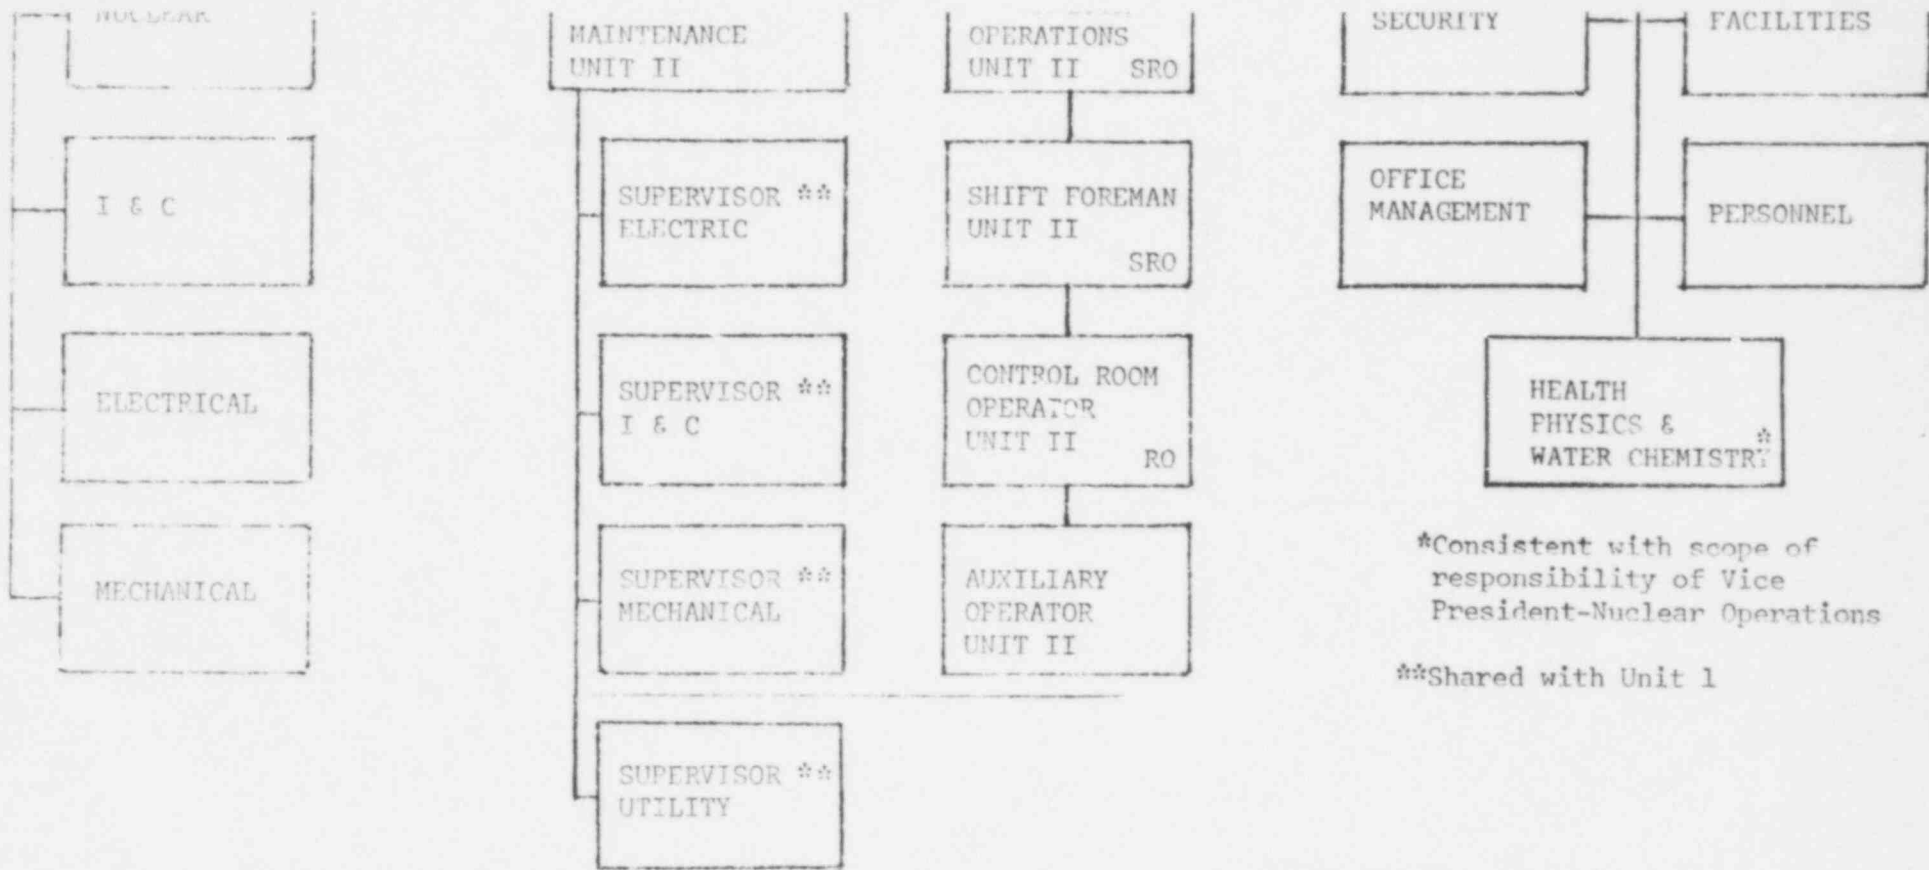 NUCLEAR
I & C
ELECTRICAL
MECHANICAL
MAINTENANCE
UNIT II
SUPERVISOR **
ELECTRIC
SUPERVISOR **
I & C
SUPERVISOR **
MECHANICAL
SUPERVISOR **
UTILITY
OPERATIONS
UNIT II SRO
SHIFT FOREMAN
UNIT II
SRO
CONTROL ROOM
OPERATOR
UNIT II
RO
AUXILIARY
OPERATOR
UNIT II
SECURITY
FACILITIES
OFFICE
MANAGEMENT
PERSONNEL
HEALTH
PHYSICS &
WATER CHEMISTRY*
*Consistent with scope of
responsibility of Vice
President-Nuclear Operations
**Shared with Unit 1